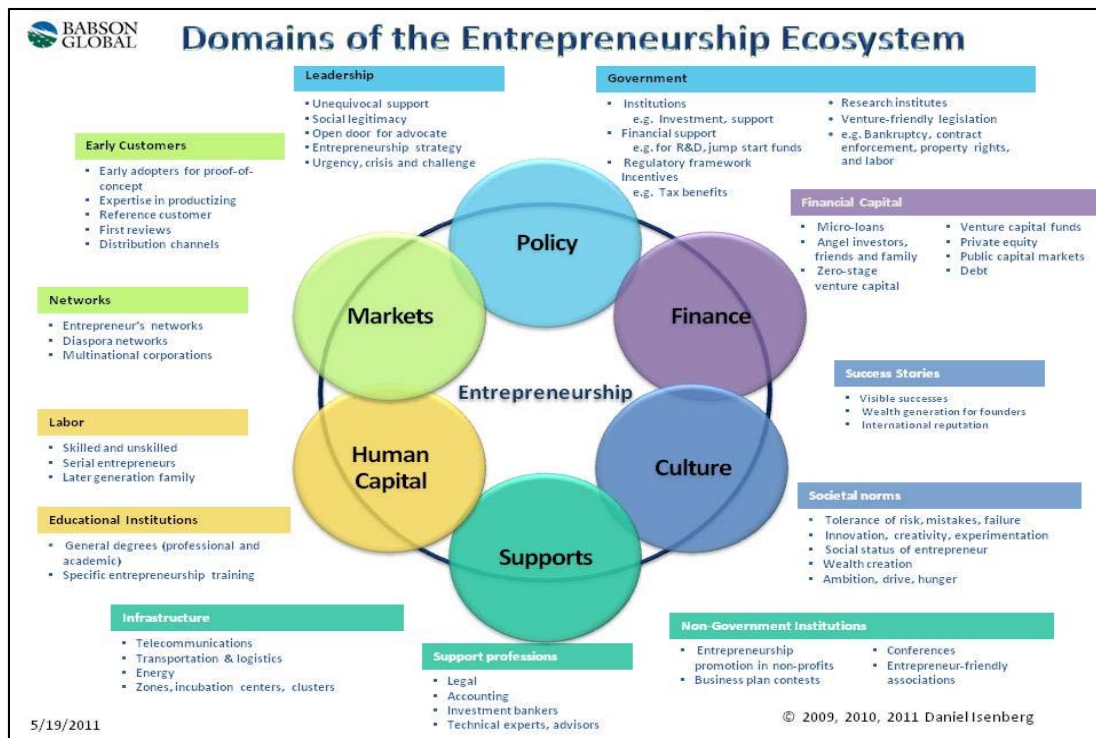 BABSON
GLOBAL
Domains of the Entrepreneurship Ecosystem
Leadership
▪ Unequivocal support
▪ Social legitimacy
▪ Open door for advocate
▪ Entrepreneurship strategy
▪ Urgency, crisis and challenge
Government
▪ Institutions
e.g. Investment, support
▪ Financial support
e.g. for R&D, jump start funds
▪ Regulatory framework
Incentives
e.g. Tax benefits
• Research institutes
• Venture-friendly legislation
• e.g. Bankruptcy, contract
enforcement, property rights,
and labor
Early Customers
▪ Early adopters for proof-of-
concept
▪ Expertise in productizing
▪ Reference customer
▪ First reviews
▪ Distribution channels
Financial Capital
▪ Micro-loans
▪ Angel investors,
friends and family
▪ Zero-stage
venture capital
▪ Venture capital funds
▪ Private equity
▪ Public capital markets
▪ Debt
Networks
▪ Entrepreneur's networks
▪ Diaspora networks
▪ Multinational corporations
Policy
Markets
Finance
Entrepreneurship
Human
Capital
Culture
Supports
Success Stories
▪ Visible successes
▪ Wealth generation for founders
▪ International reputation
Labor
▪ Skilled and unskilled
▪ Serial entrepreneurs
▪ Later generation family
Societal norms
▪ Tolerance of risk, mistakes, failure
▪ Innovation, creativity, experimentation
▪ Social status of entrepreneur
▪ Wealth creation
▪ Ambition, drive, hunger
Educational Institutions
▪ General degrees (professional and
academic)
▪ Specific entrepreneurship training
Infrastructure
▪ Telecommunications
▪ Transportation & logistics
▪ Energy
▪ Zones, incubation centers, clusters
Support professions
▪ Legal
▪ Accounting
▪ Investment bankers
▪ Technical experts, advisors
Non-Government Institutions
▪ Entrepreneurship
promotion in non-profits
▪ Business plan contests
▪ Conferences
▪ Entrepreneur-friendly
associations
5/19/2011
© 2009, 2010, 2011 Daniel Isenberg